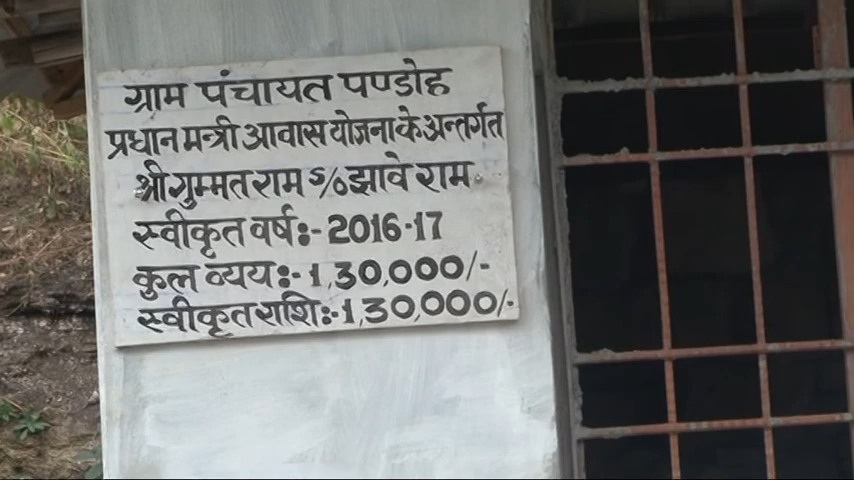 ग्राम पंचायत पण्डोह
प्रधान मन्त्री आवास योजना के अन्तर्गत
श्री गुम्मत राम S/o झावे राम
स्वीकृत वर्ष:- 2016-17
कुल व्यय:- 1,30,000/-
स्वीकृत राशि:- 1,30,000/-